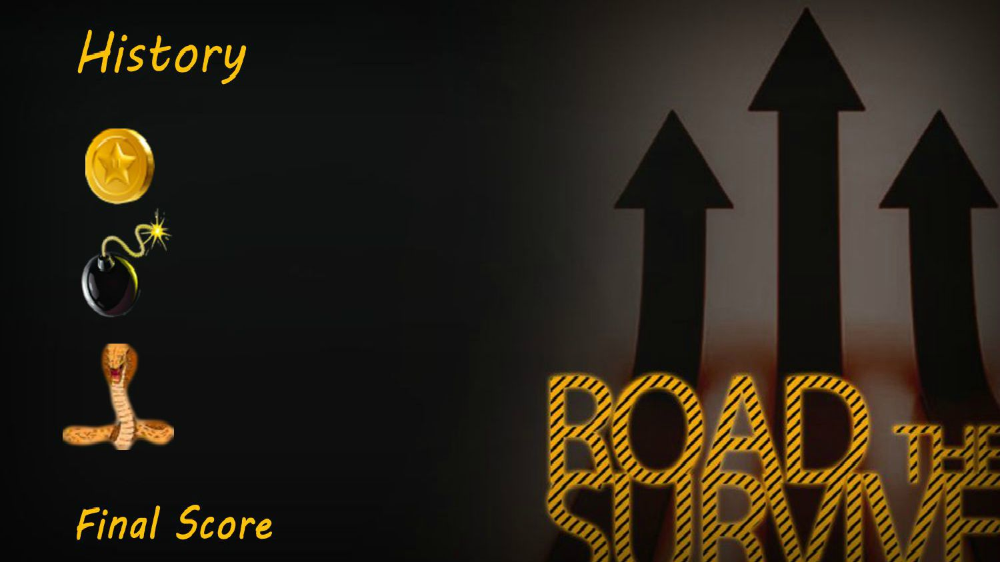 History
Final Score
ROAD THE
SURVIVE